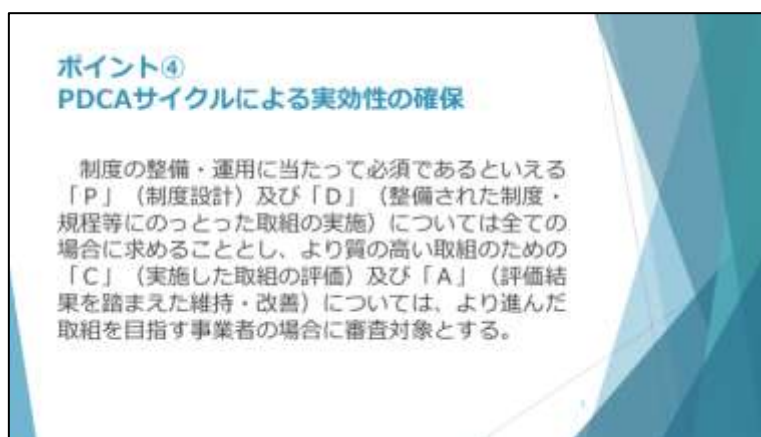 ポイント④
PDCAサイクルによる実効性の確保
　制度の整備・運用に当たって必須であるといえる
「Ｐ」（制度設計）及び「Ｄ」（整備された制度・
規程等にのっとった取組の実施）については全ての
場合に求めることとし、より質の高い取組のための
「Ｃ」（実施した取組の評価）及び「Ａ」（評価結
果を踏まえた維持・改善）については、より進んだ
取組を目指す事業者の場合に審査対象とする。